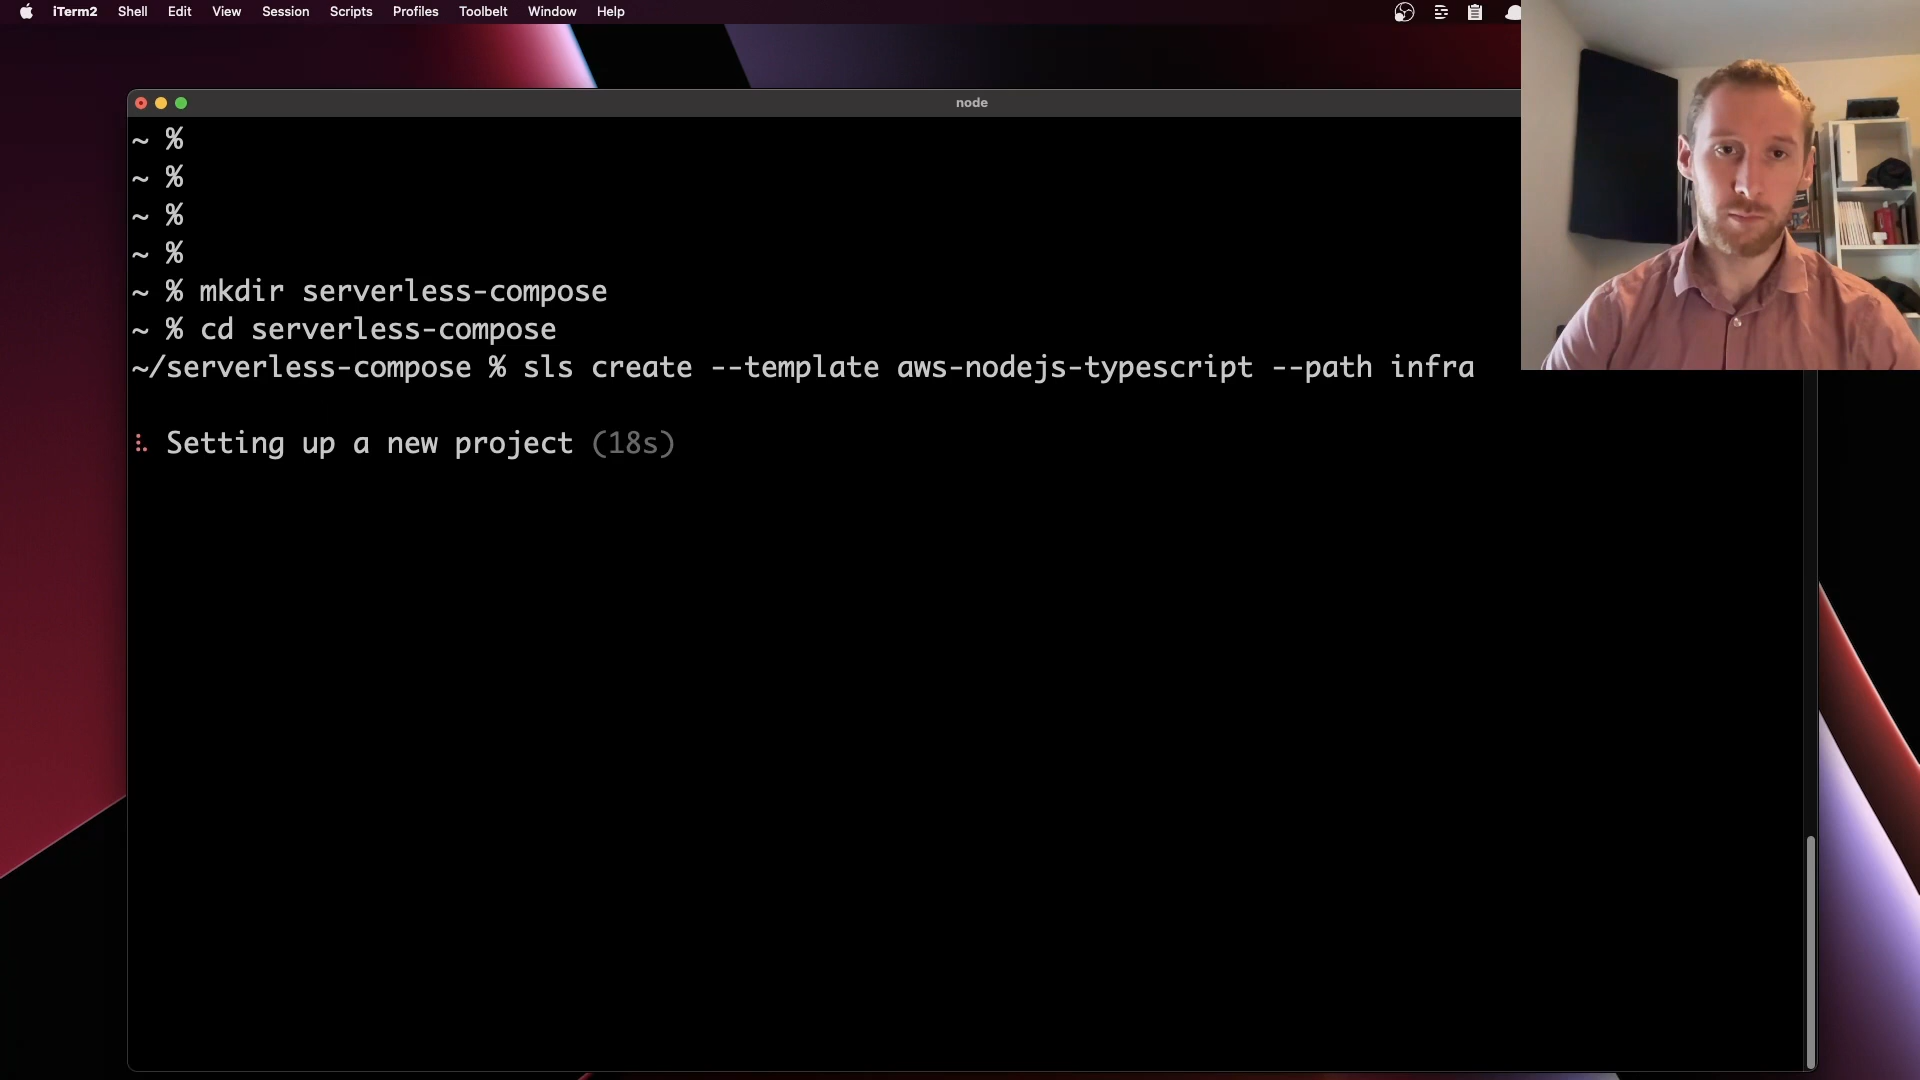 iTerm2 Shell Edit View Session Scripts Profiles Toolbelt Window Help
node
~ %
~ %
~ %
~ %
~ % mkdir serverless-compose
~ % cd serverless-compose
~/serverless-compose % sls create --template aws-nodejs-typescript --path infra
Setting up a new project (18s)